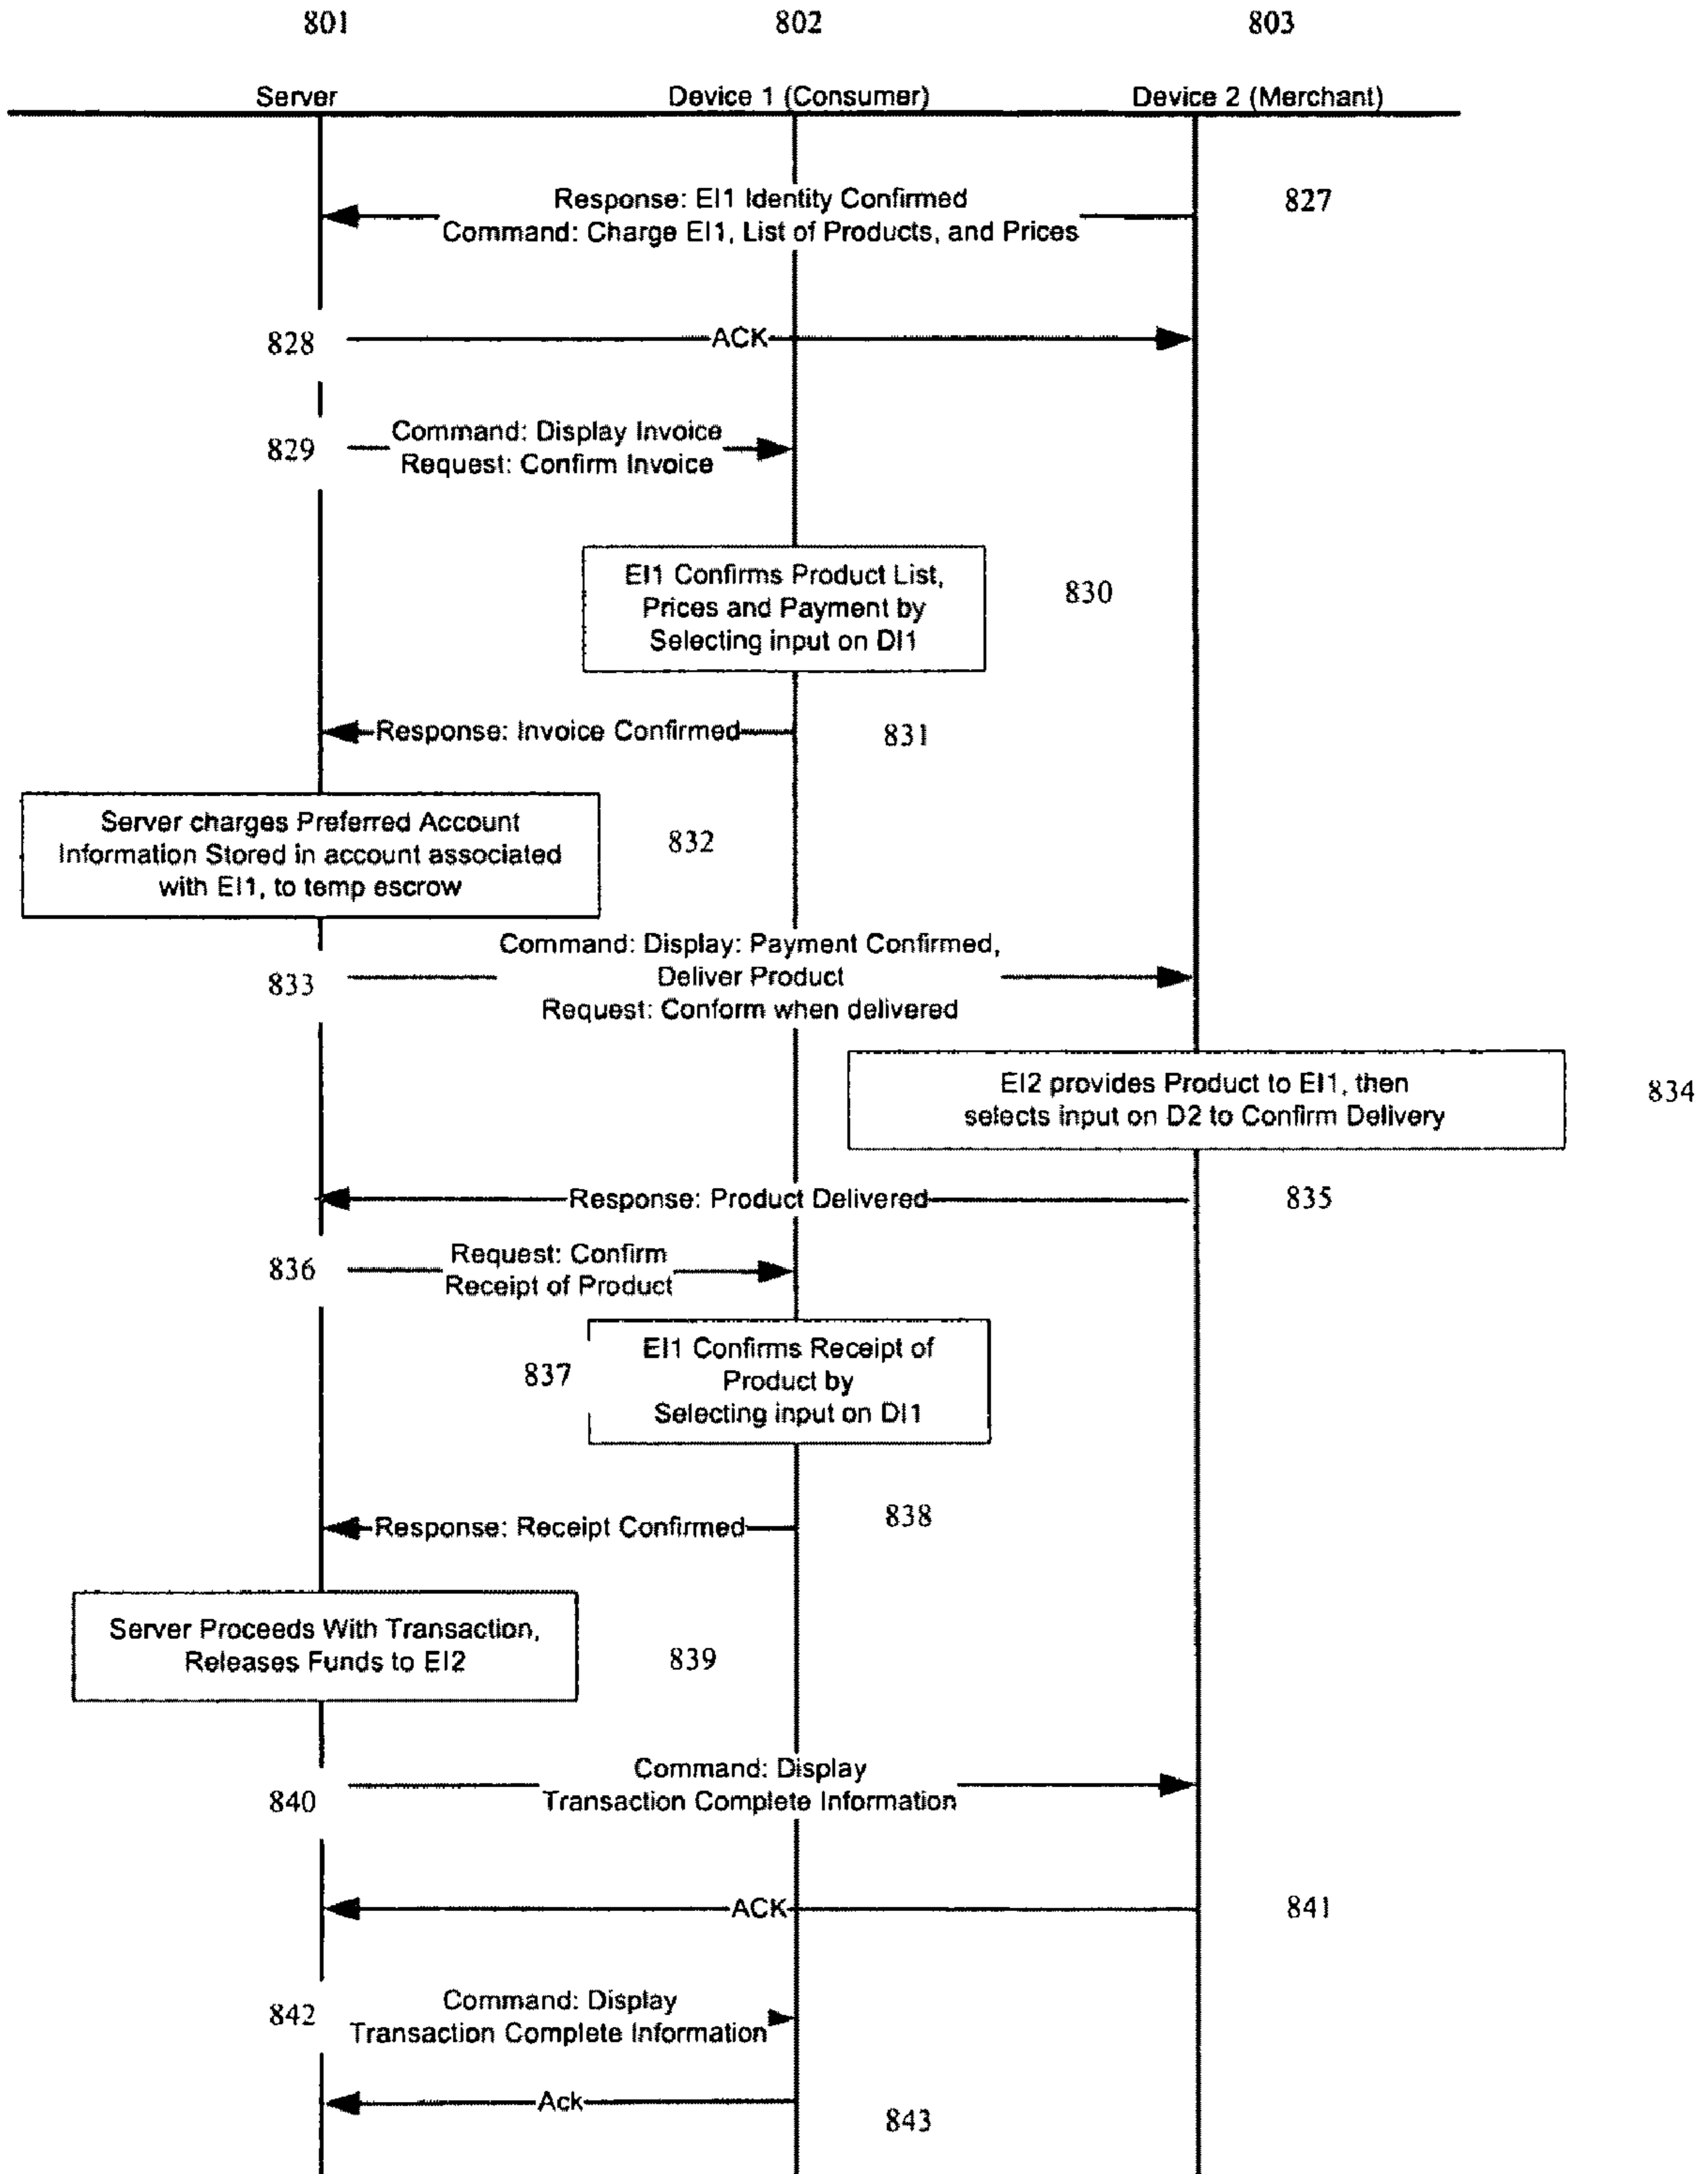 801 802 803
Server Device 1 (Consumer) Device 2 (Merchant)
Response: EI1 Identity Confirmed
Command: Charge EI1, List of Products, and Prices
827
828
ACK
829
Command: Display Invoice
Request: Confirm Invoice
EI1 Confirms Product List,
Prices and Payment by
Selecting input on DI1
830
Response: Invoice Confirmed
831
Server charges Preferred Account
Information Stored in account associated
with EI1, to temp escrow
832
833
Command: Display: Payment Confirmed,
Deliver Product
Request: Conform when delivered
EI2 provides Product to EI1, then
selects input on D2 to Confirm Delivery
834
Response: Product Delivered
835
836
Request: Confirm
Receipt of Product
837
EI1 Confirms Receipt of
Product by
Selecting input on DI1
838
Response: Receipt Confirmed
Server Proceeds With Transaction,
Releases Funds to EI2
839
840
Command: Display
Transaction Complete Information
ACK
841
842
Command: Display
Transaction Complete Information
Ack
843